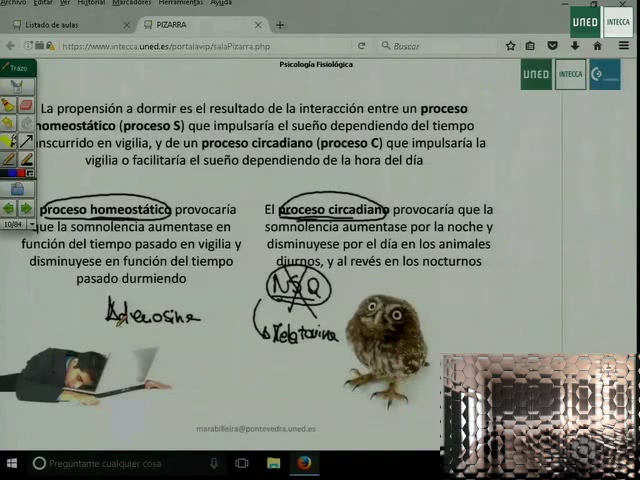 Archivo Editar Ver Historial Marcadores Herramientas Ayuda
Listado de aulas
PIZARRA
https://www.intecca.uned.es/portalavip/salaPizarra.php
Buscar
UNED
INTECCA
Trazo
Psicología Fisiológica
UNED
INTECCA
La propensión a dormir es el resultado de la interacción entre un proceso
homeostático (proceso S) que impulsaría el sueño dependiendo del tiempo
anscurrido en vigilia, y de un proceso circadiano (proceso C) que impulsaría la
vigilia o facilitaría el sueño dependiendo de la hora del día
10/84
proceso homeostático provocaría
que la somnolencia aumentase en
función del tiempo pasado en vigilia y
disminuyese en función del tiempo
pasado durmiendo
El proceso circadiano provocaría que la
somnolencia aumentase por la noche y
disminuyese por el día en los animales
diurnos, y al revés en los nocturnos
Adenosina
NSQ
Melatonina
marabilleira@pontevedra.uned.es
Pregúntame cualquier cosa